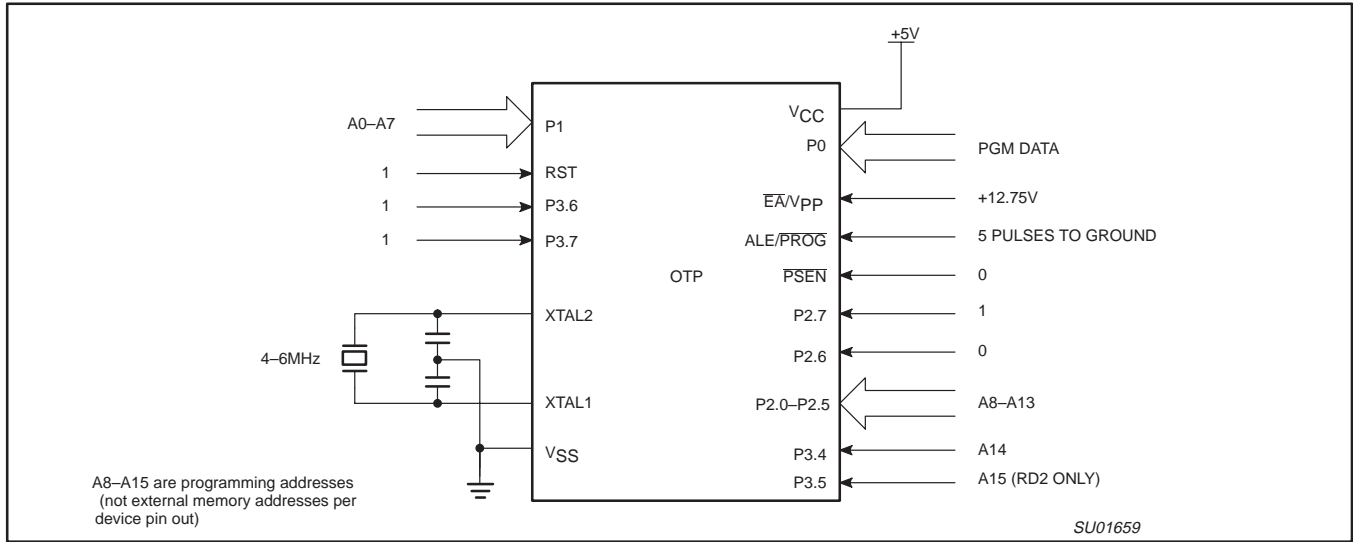 +5V
A0–A7
P1
VCC
P0
PGM DATA
1
RST
EA/VPP
+12.75V
1
P3.6
ALE/PROG
5 PULSES TO GROUND
1
P3.7
OTP
PSEN
0
XTAL2
P2.7
1
4–6MHz
P2.6
0
XTAL1
P2.0–P2.5
A8–A13
VSS
P3.4
A14
P3.5
A15 (RD2 ONLY)
A8–A15 are programming addresses
(not external memory addresses per
device pin out)
SU01659